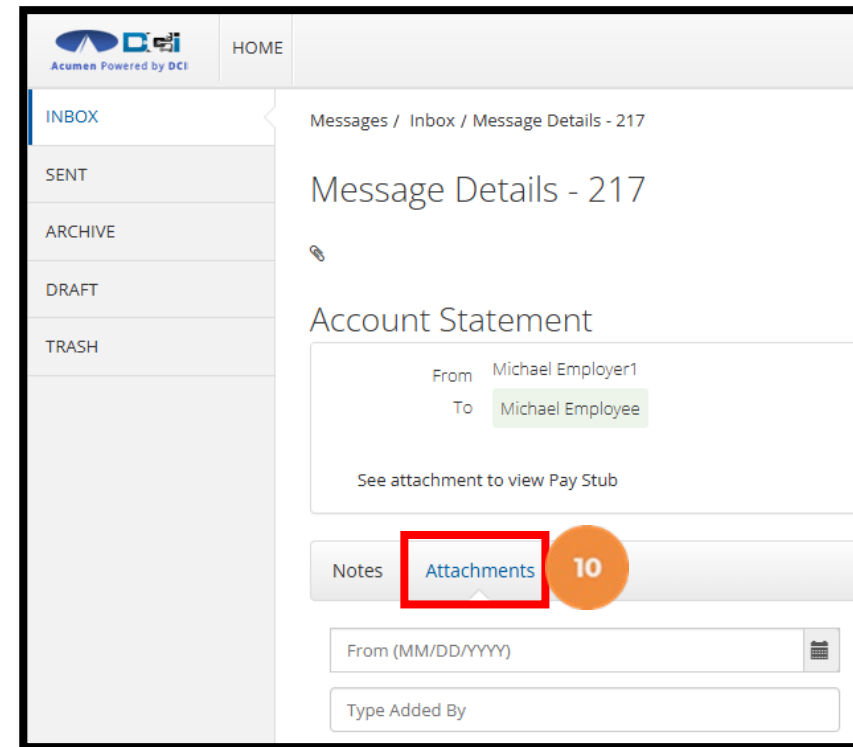 DCi
Acumen Powered by DCI
HOME
INBOX
SENT
ARCHIVE
DRAFT
TRASH
Messages / Inbox / Message Details - 217
Message Details - 217
Account Statement
From Michael Employer1
To Michael Employee
See attachment to view Pay Stub
Notes Attachments 10
From (MM/DD/YYYY)
Type Added By